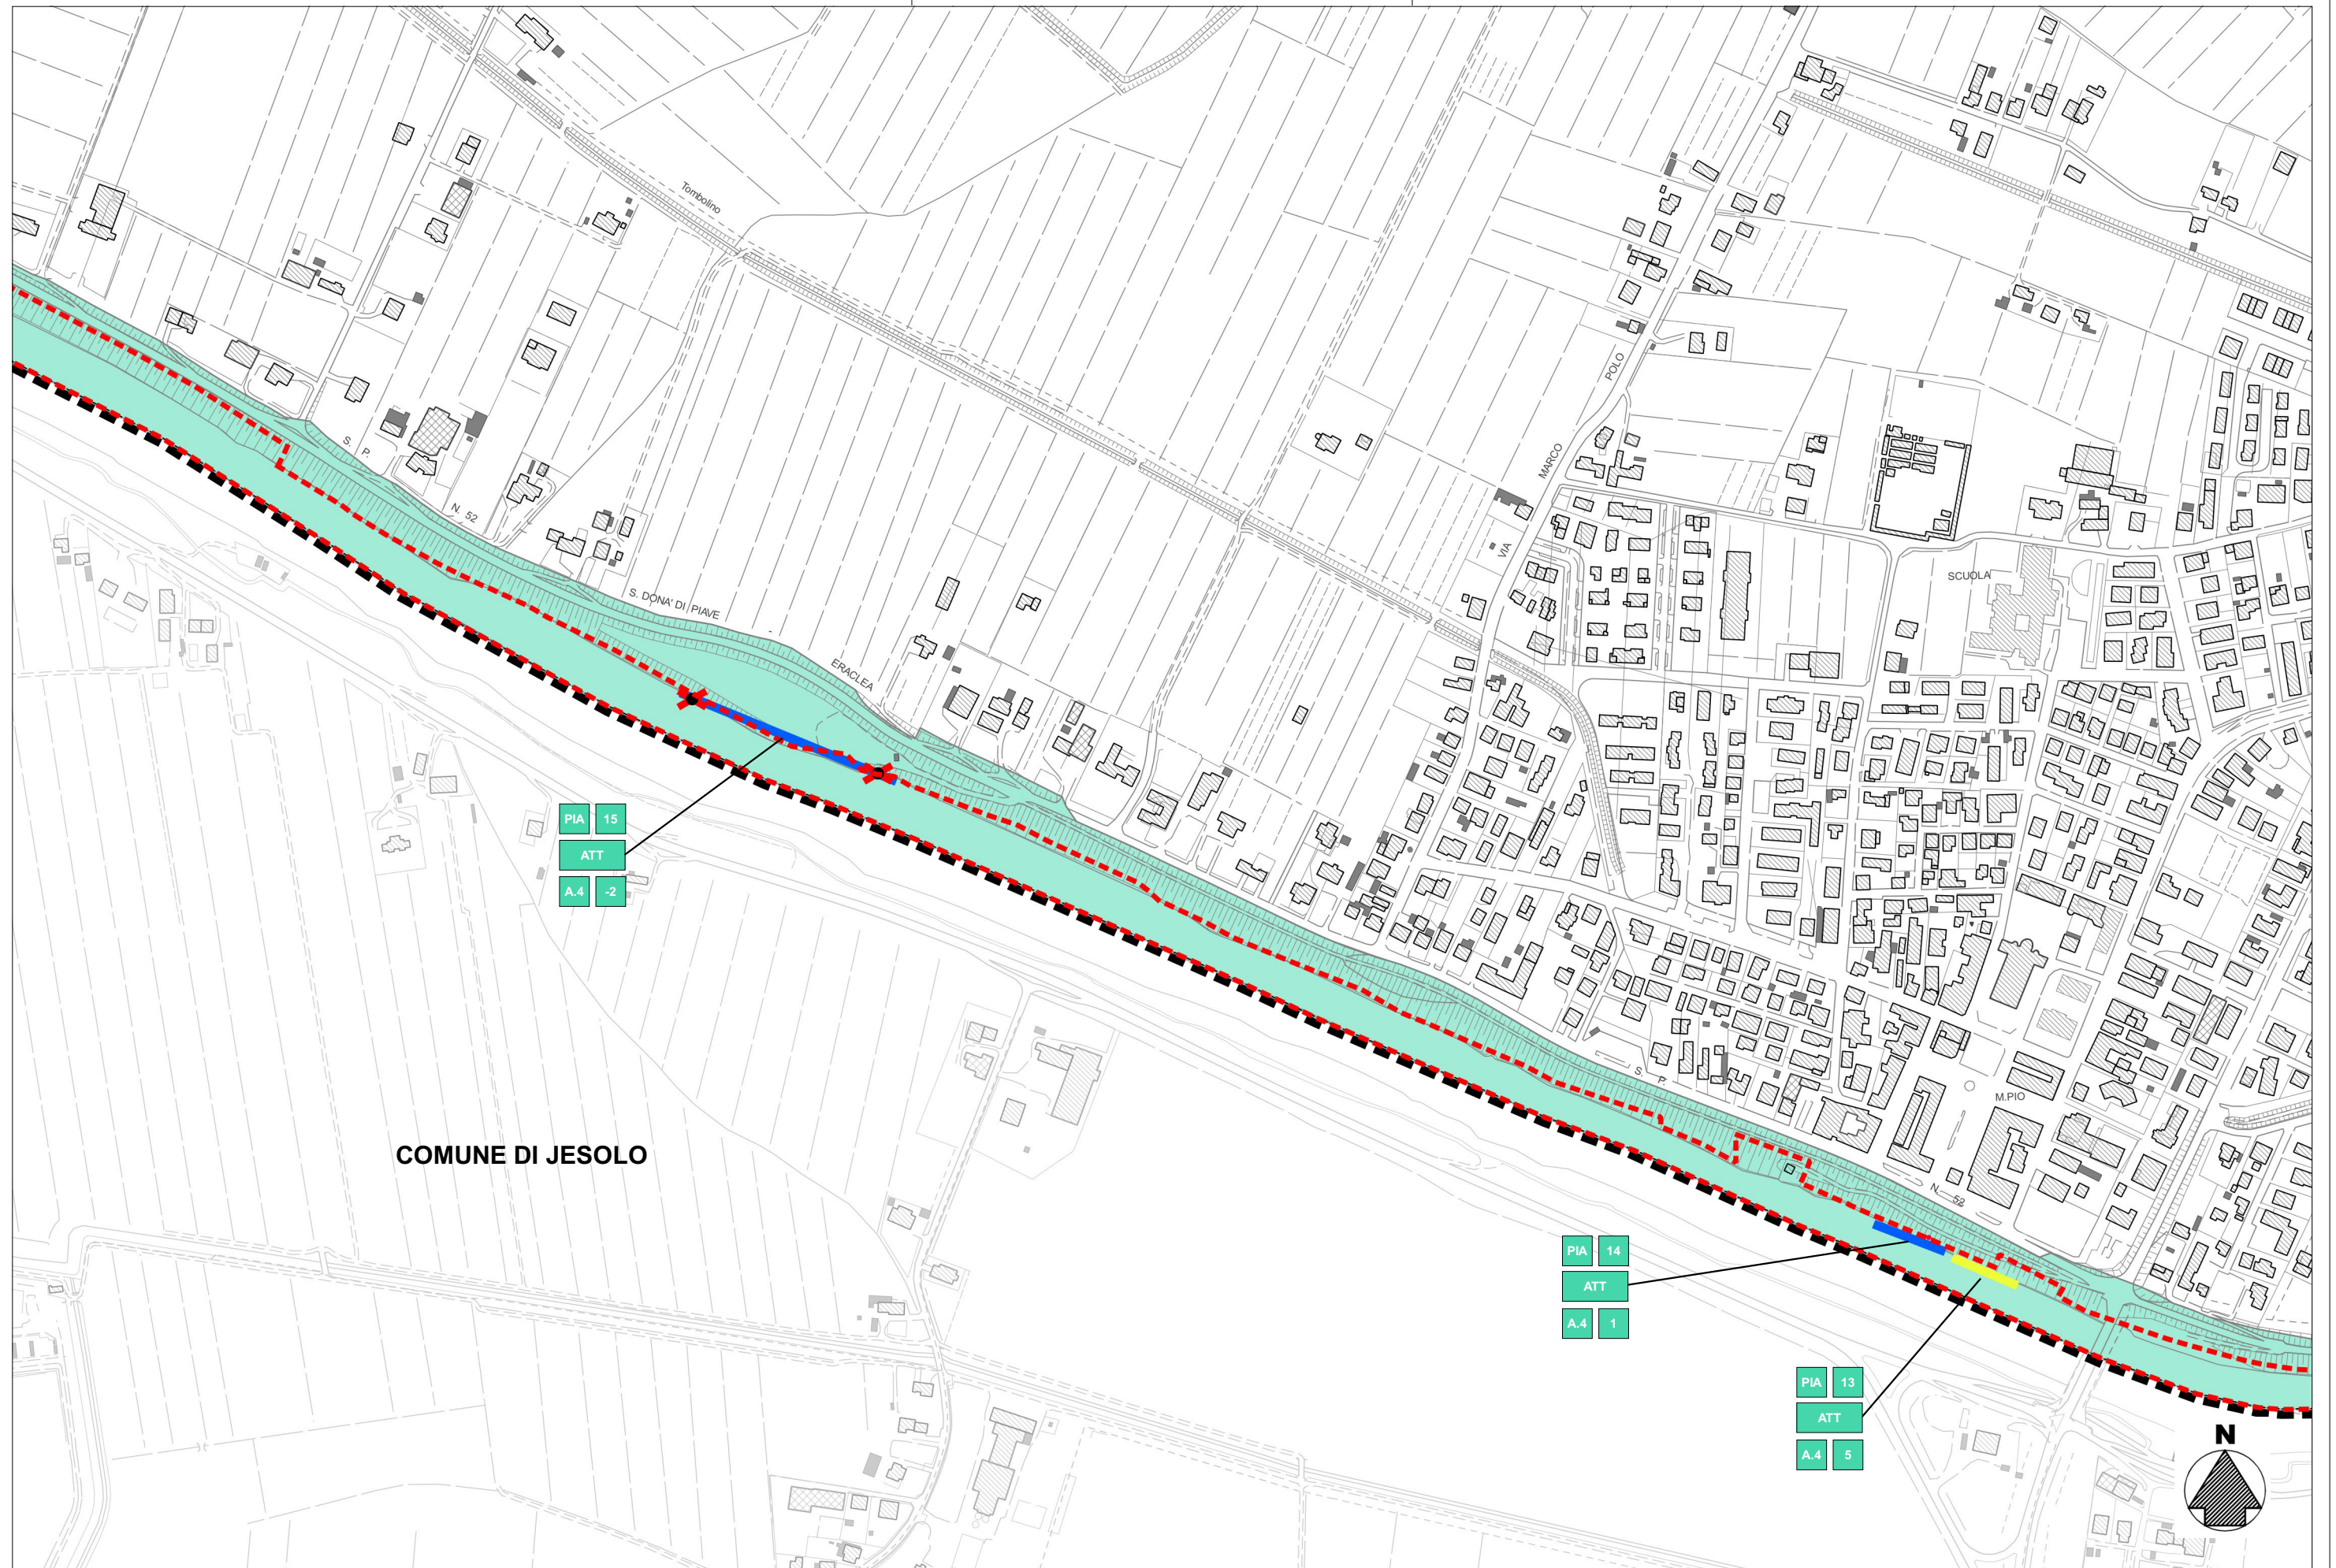 Tombolino
POLO
MARCO
VIA
S. P.
N. 52
SCUOLA
S. DONA' DI PIAVE
ERACLEA
PIA 15
ATT
A.4 -2
COMUNE DI JESOLO
S. P.
M.PIO
N. 52
PIA 14
ATT
A.4 1
PIA 13
ATT
A.4 5
N